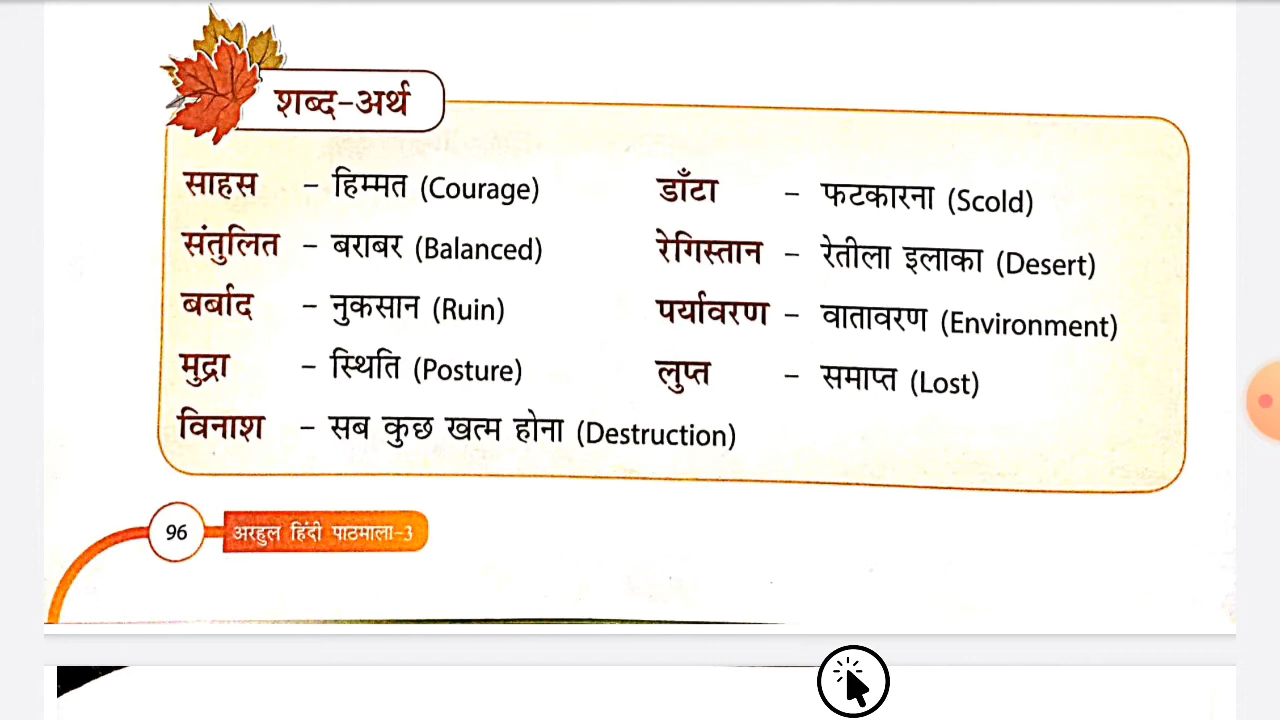 शब्द-अर्थ
साहस – हिम्मत (Courage) डाँटा – फटकारना (Scold)
संतुलित – बराबर (Balanced) रेगिस्तान – रेतीला इलाका (Desert)
बर्बाद – नुकसान (Ruin) पर्यावरण – वातावरण (Environment)
मुद्रा – स्थिति (Posture) लुप्त – समाप्त (Lost)
विनाश – सब कुछ खत्म होना (Destruction)
96 अरहुल हिंदी पाठमाला-3